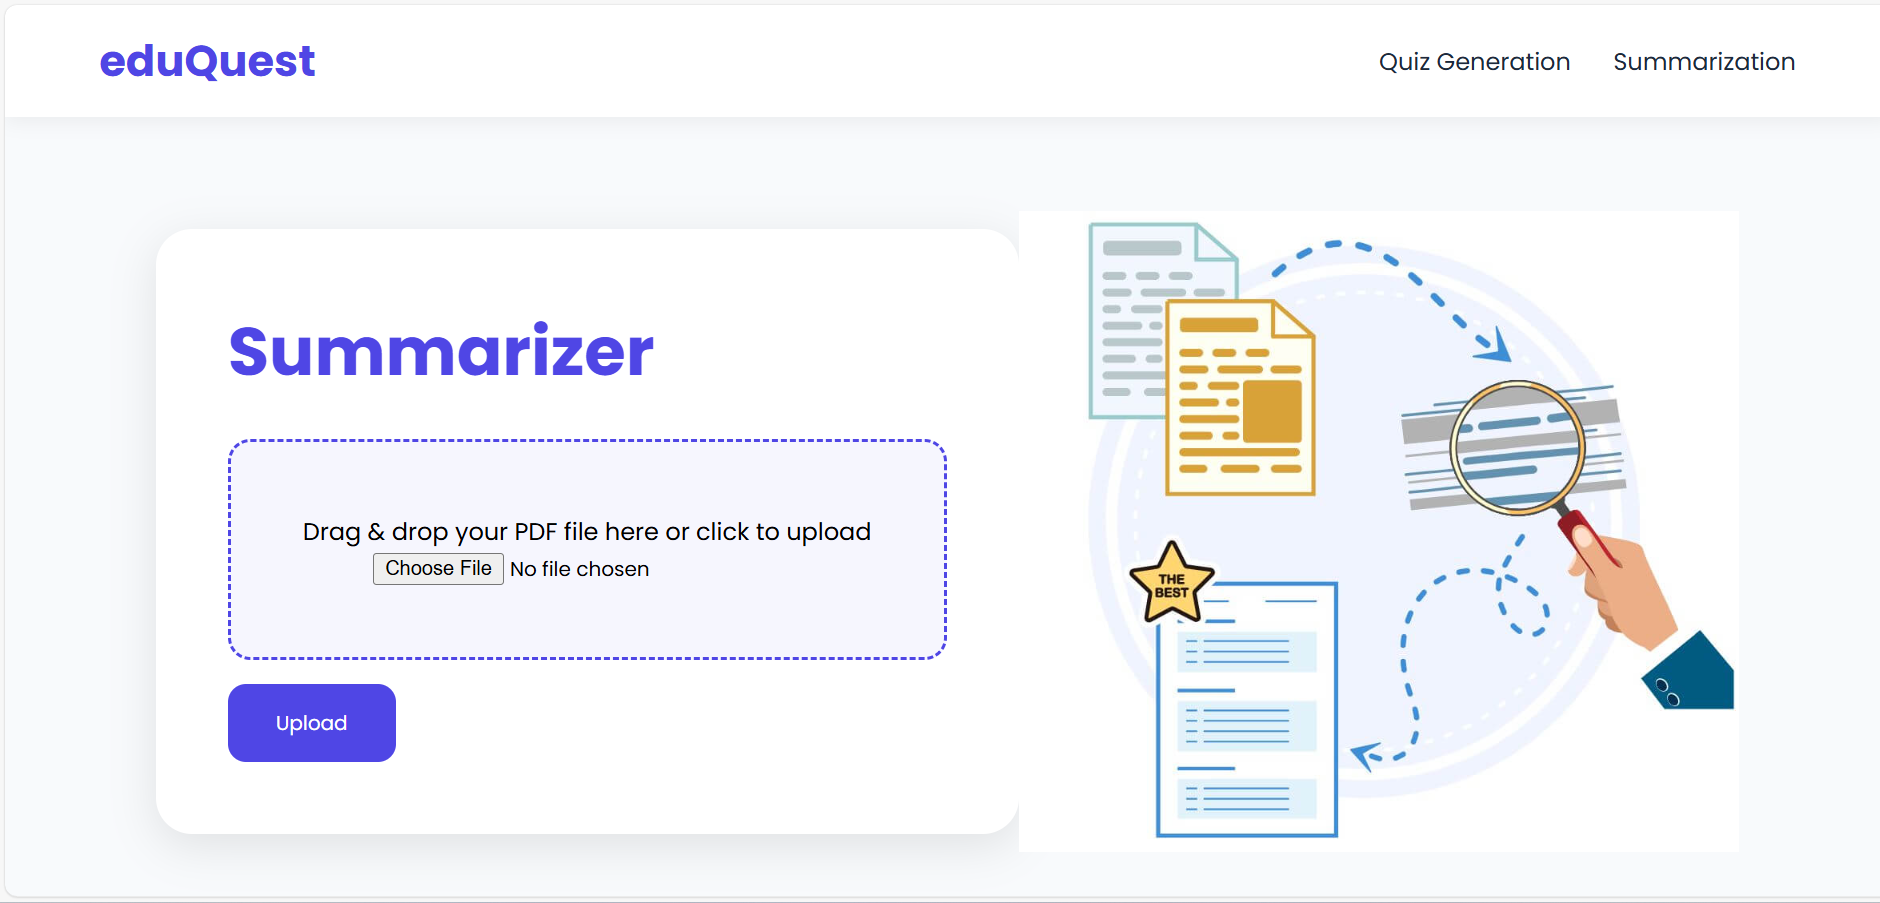 eduQuest
Quiz Generation Summarization
Summarizer
Drag & drop your PDF file here or click to upload
Choose File No file chosen
Upload
THE
BEST